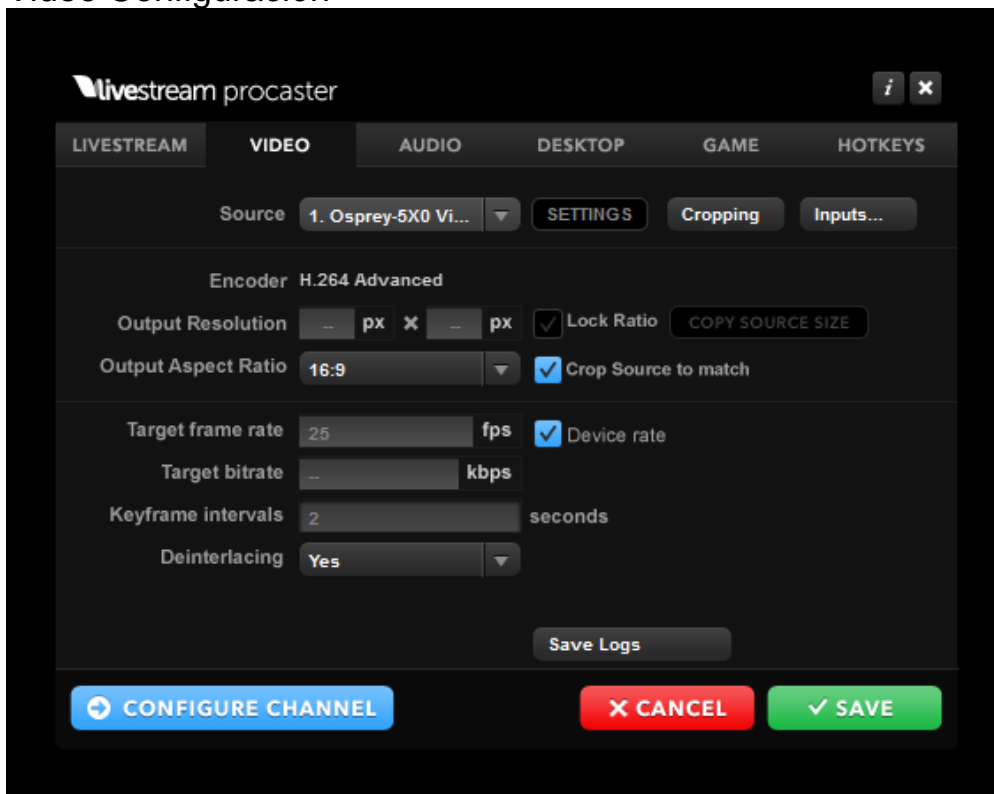 Video Configuración
livestream procaster
i
LIVESTREAM VIDEO AUDIO DESKTOP GAME HOTKEYS
Source 1. Osprey-5X0 Vi... SETTINGS Cropping Inputs...
Encoder H.264 Advanced
Output Resolution -- px × -- px Lock Ratio COPY SOURCE SIZE
Output Aspect Ratio 16:9 Crop Source to match
Target frame rate 25 fps Device rate
Target bitrate -- kbps
Keyframe intervals 2 seconds
Deinterlacing Yes
Save Logs
CONFIGURE CHANNEL CANCEL SAVE